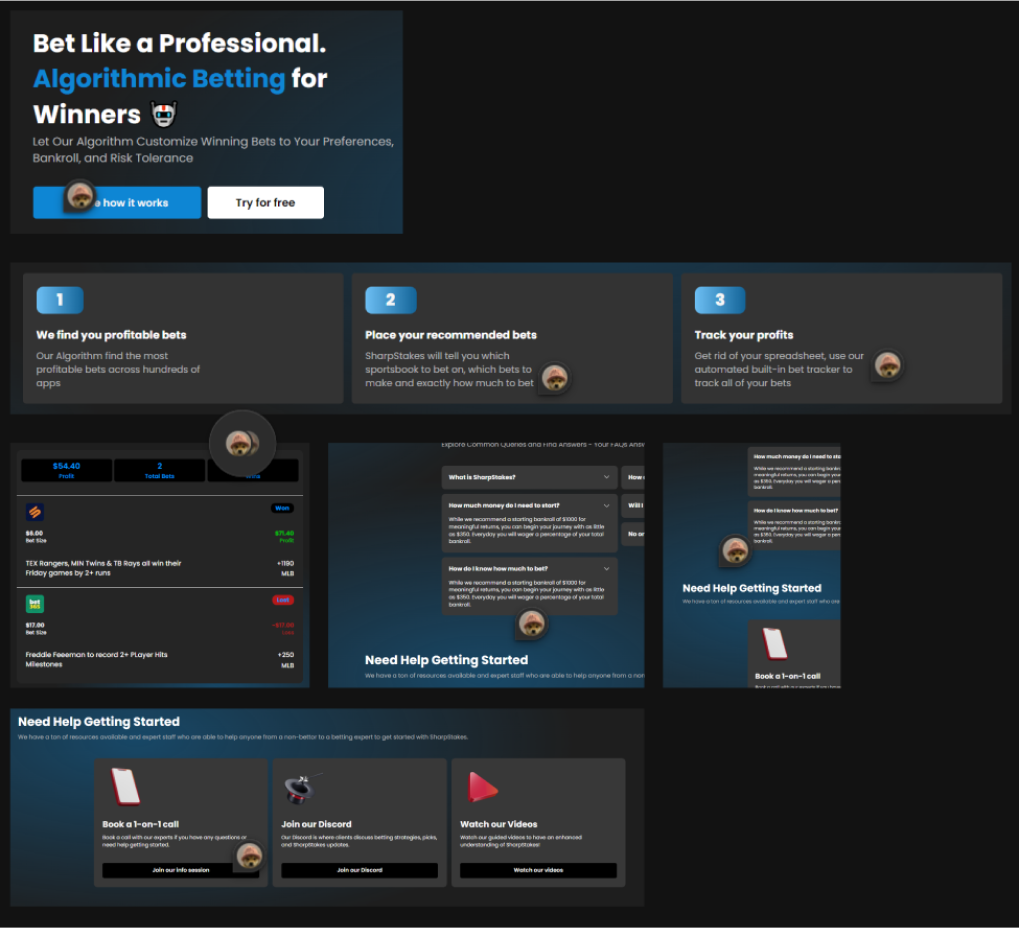 Bet Like a Professional.
Algorithmic Betting for
Winners
Let Our Algorithm Customize Winning Bets to Your Preferences,
Bankroll, and Risk Tolerance
how it works
Try for free
1
We find you profitable bets
Our Algorithm find the most
profitable bets across hundreds of
apps
2
Place your recommended bets
SharpStakes will tell you which
sportsbook to bet on, which bets to
make and exactly how much to bet
3
Track your profits
Get rid of your spreadsheet, use our
automated built-in bet tracker to
track all of your bets
$54.40
Profit
2
Total Bets
Wins
Won
$6.00
Bet Size
$71.40
Profit
TEX Rangers, MIN Twins & TB Rays all win their
Friday games by 2+ runs
+1190
MLB
bet
365
Lost
$17.00
Bet Size
-$17.00
Loss
Freddie Feeeman to record 2+ PLayer Hits
Milestones
+250
MLB
Explore Common Queries and Find Answers - Your FAQs Answ
What is SharpStakes?
How
How much money do I need to start?
Will I
While we recommend a starting bankroll of $1000 for
meaningful returns, you can begin your journey with as little
as $350. Everyday you will wager a percentage of your total
bankroll.
No
How do I know how much to bet?
While we recommend a starting bankroll of $1000 for
meaningful returns, you can begin your journey with as little
as $350. Everyday you will wager a percentage of your total
bankroll.
Need Help Getting Started
We have a ton of resources available and expert staff who are able to help anyone from a non
How much money do I need to sta
While we recommend a starting bankr
meaningful returns, you can begin your
as $350. Everyday you will wager a perc
bankroll.
How do I know how much to bet?
While we recommend a starting bankr
meaningful returns, you can begin your
as $350. Everyday you will wager a perc
bankroll.
Need Help Getting Started
We have a ton of resources available and expert staff who are
Book a 1-on-1 call
Book a call with our experts if you have
Need Help Getting Started
We have a ton of resources available and expert staff who are able to help anyone from a non-bettor to a betting expert to get started with SharpStakes.
Book a 1-on-1 call
Book a call with our experts if you have any questions or
need help getting started.
Join our info session
Join our Discord
Our Discord is where clients discuss betting strategies, picks,
and SharpStakes updates.
Join our Discord
Watch our Videos
Watch our guided videos to have an enhanced
understanding of SharpStakes!
Watch our videos